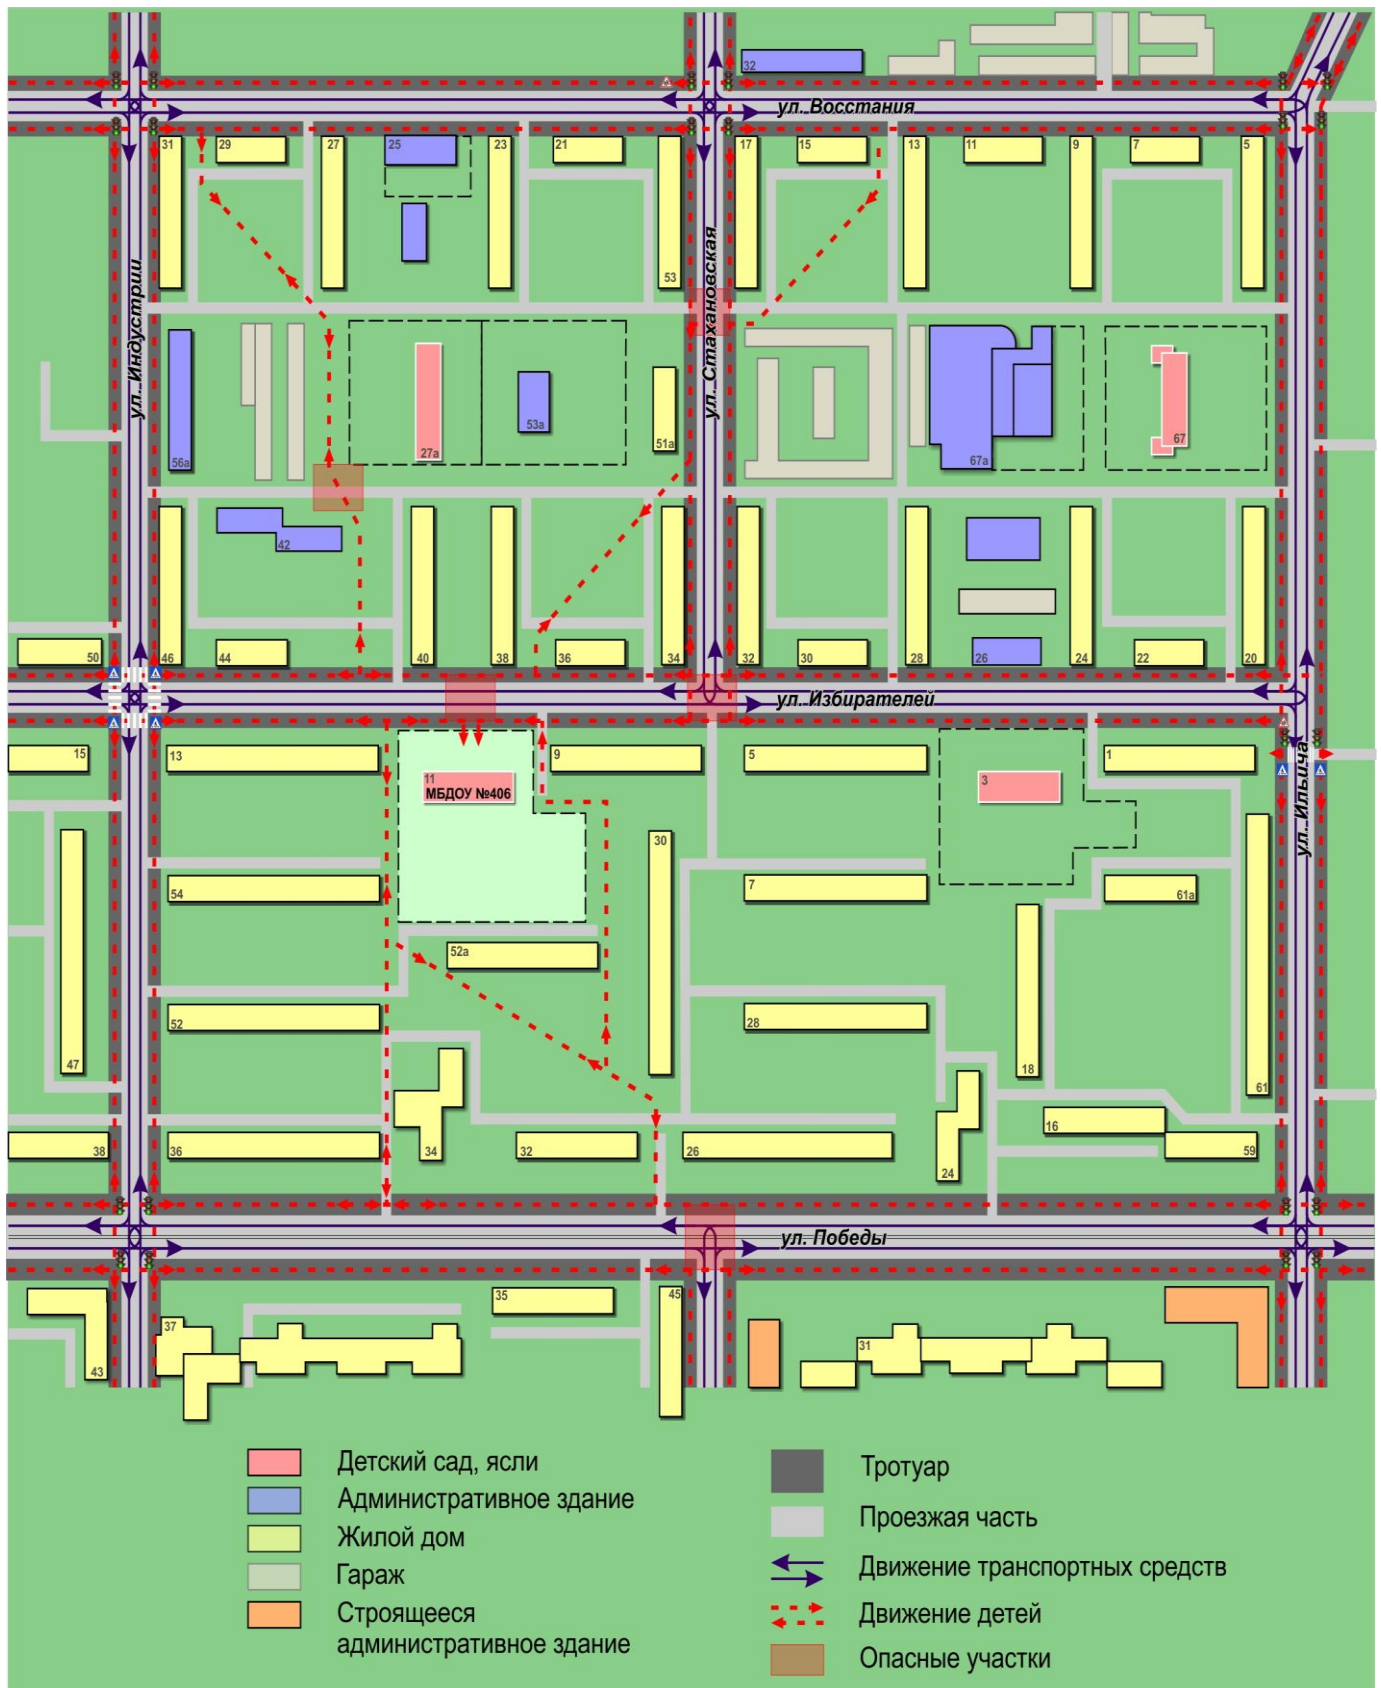 32
ул. Восстания
31
29
27
25
23
21
17
15
13
11
9
7
5
53
ул. Индустрии
ул. Стахановская
56а
27а
53а
51а
67а
67
42
50
46
44
40
38
36
34
32
30
28
26
24
22
20
ул. Избирателей
15
13
11
МБДОУ №406
9
5
3
1
ул. Ильича
30
54
7
61а
52а
52
28
47
18
61
16
38
36
34
32
26
24
59
ул. Победы
35
45
37
43
31
Детский сад, ясли
Административное здание
Жилой дом
Гараж
Строящееся
административное здание
Тротуар
Проезжая часть
Движение транспортных средств
Движение детей
Опасные участки